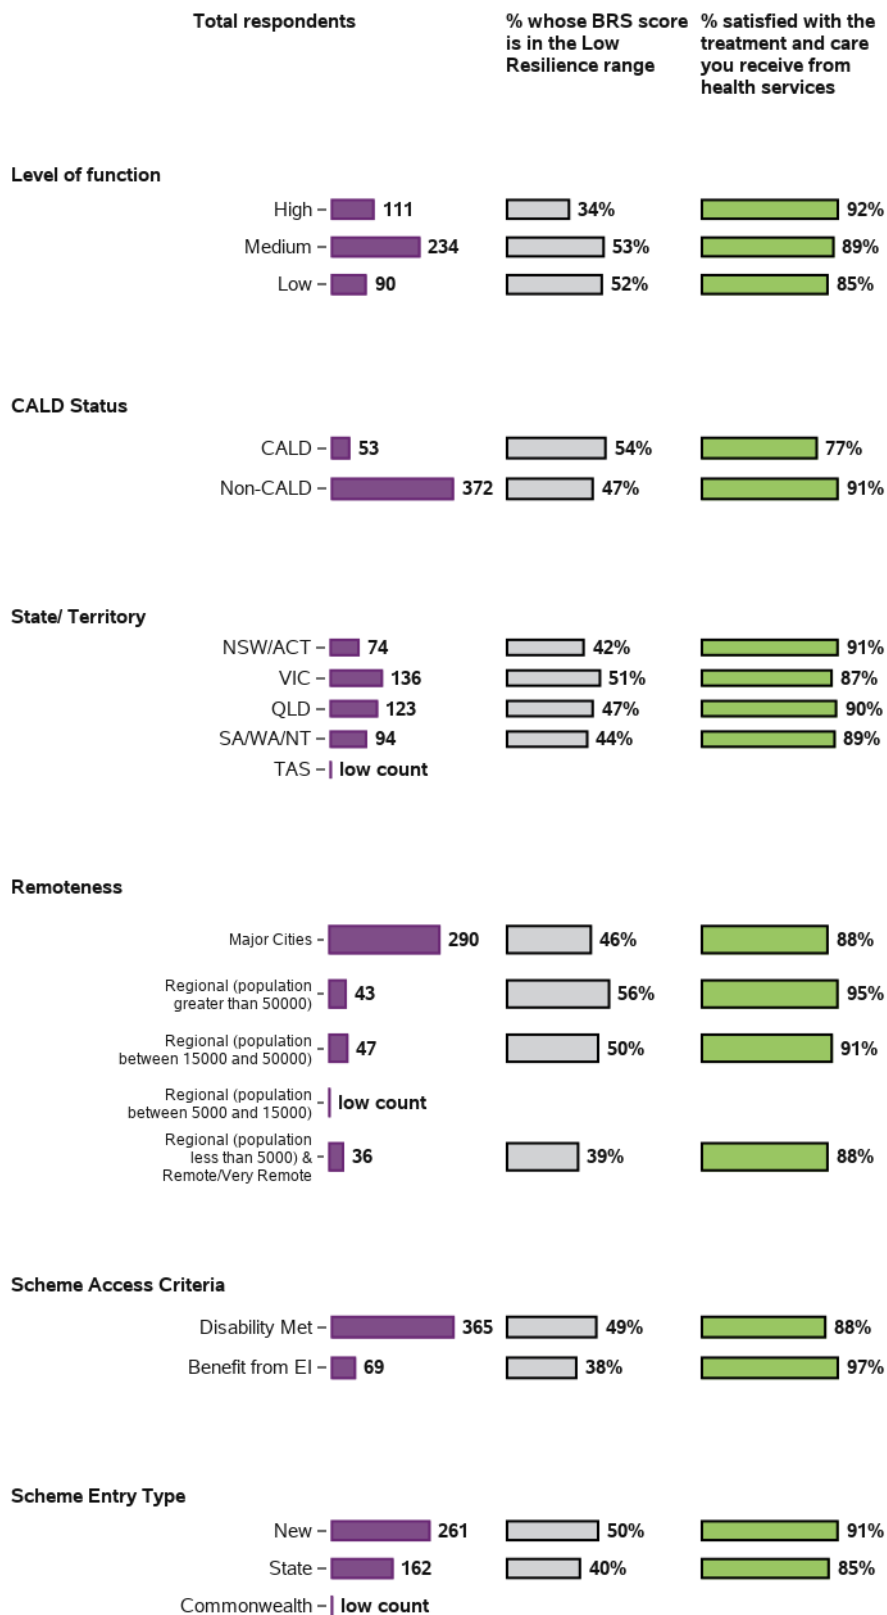 Total respondents
% whose BRS score
is in the Low
Resilience range
% satisfied with the
treatment and care
you receive from
health services
Level of function
High 111 34% 92%
Medium 234 53% 89%
Low 90 52% 85%
CALD Status
CALD 53 54% 77%
Non-CALD 372 47% 91%
State/ Territory
NSW/ACT 74 42% 91%
VIC 136 51% 87%
QLD 123 47% 90%
SA/WA/NT 94 44% 89%
TAS low count
Remoteness
Major Cities 290 46% 88%
Regional (population
greater than 50000) 43 56% 95%
Regional (population
between 15000 and 50000) 47 50% 91%
Regional (population
between 5000 and 15000) low count
Regional (population
less than 5000) & 36 39% 88%
Remote/Very Remote
Scheme Access Criteria
Disability Met 365 49% 88%
Benefit from EI 69 38% 97%
Scheme Entry Type
New 261 50% 91%
State 162 40% 85%
Commonwealth low count